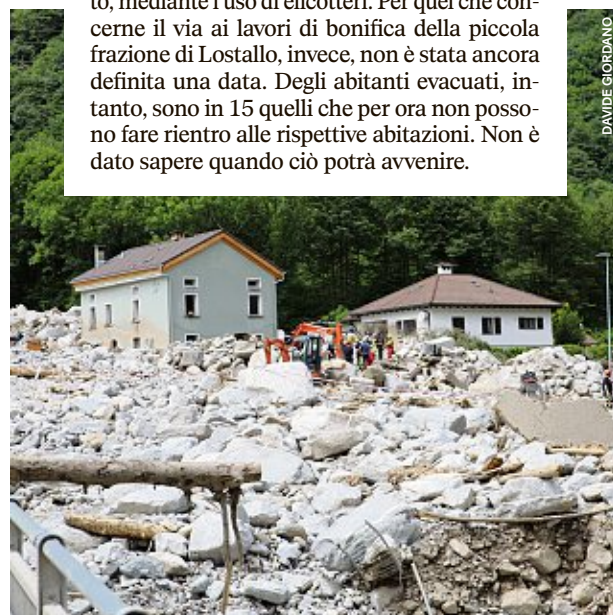 to, mediante l'uso di elicotteri. Per quel che con-
cerne il via ai lavori di bonifica della piccola
frazione di Lostallo, invece, non è stata ancora
definita una data. Degli abitanti evacuati, in-
tanto, sono in 15 quelli che per ora non posso-
no fare rientro alle rispettive abitazioni. Non è
dato sapere quando ciò potrà avvenire.
DAVIDE GIORDANO